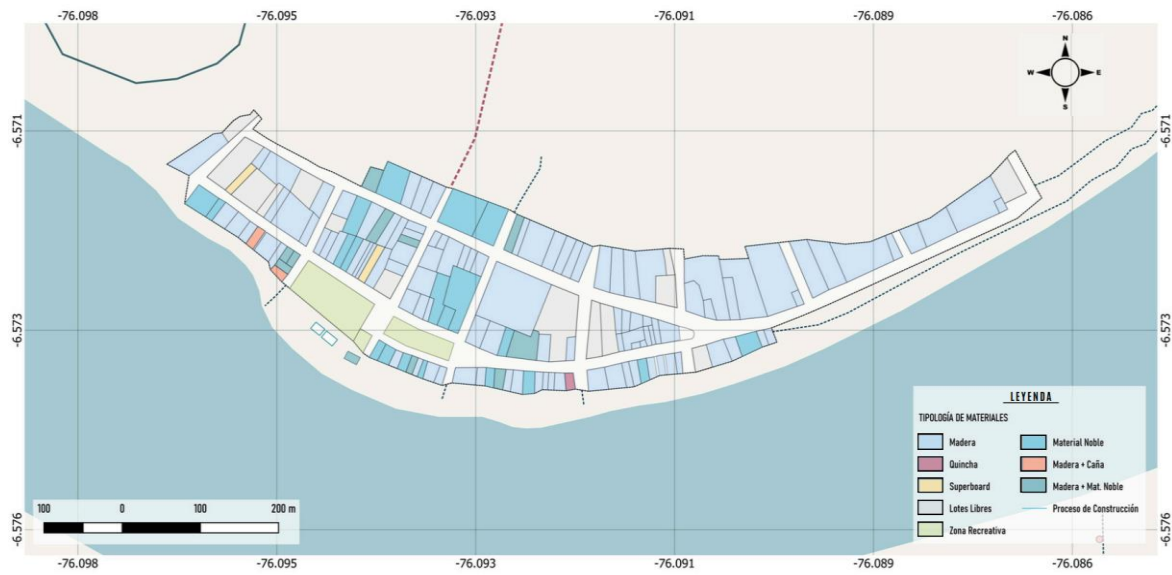 -76.098 -76.095 -76.093 -76.091 -76.089 -76.086
N
W E
S
-6.571 -6.571
-6.573 -6.573
LEYENDA
TIPOLOGÍA DE MATERIALES
Madera Material Noble
Quincha Madera + Caña
Superboard Madera + Mat. Noble
Lotes Libres Proceso de Construcción
Zona Recreativa
100 0 100 200 m
-6.576 -6.576
-76.098 -76.095 -76.093 -76.091 -76.089 -76.086